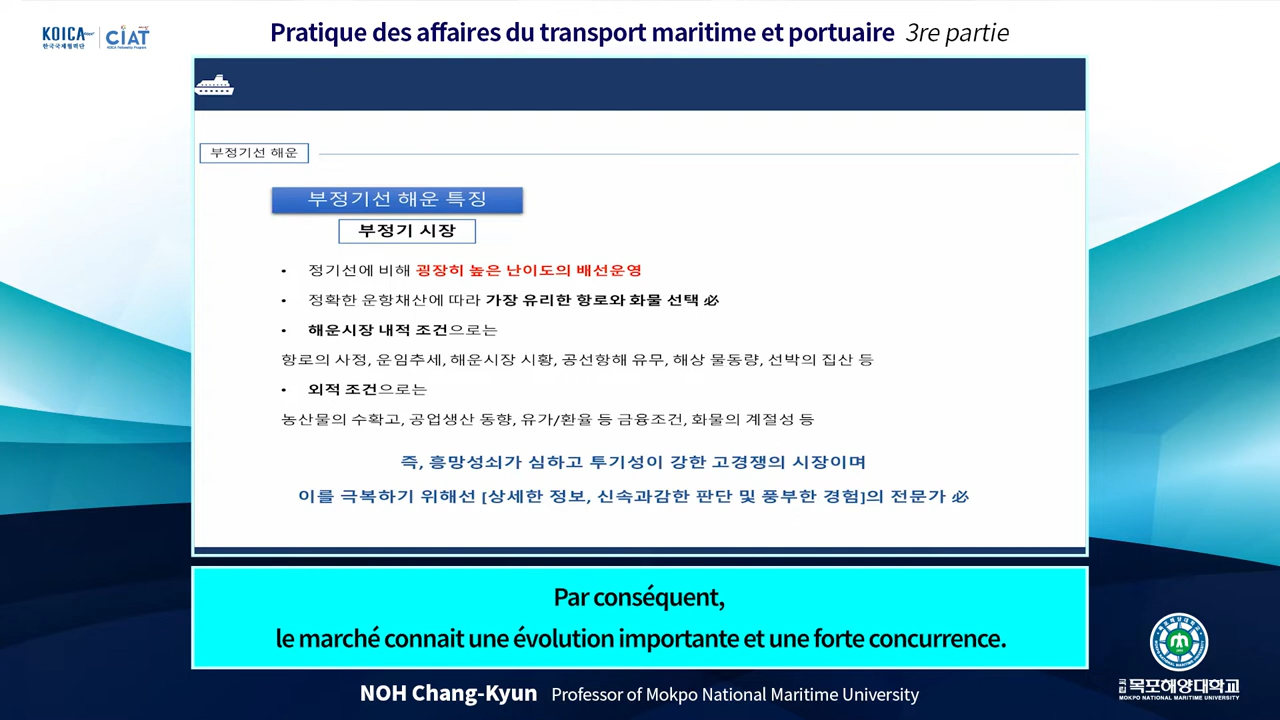 KOICA
한국국제협력단
CIAT
KOICA Fellowship Program
Pratique des affaires du transport maritime et portuaire 3re partie
부정기선 해운
부정기선 해운 특징
부정기 시장
• 정기선에 비해 굉장히 높은 난이도의 배선운영
• 정확한 운항채산에 따라 가장 유리한 항로와 화물 선택 必
• 해운시장 내적 조건으로는
항로의 사정, 운임추세, 해운시장 시황, 공선항해 유무, 해상 물동량, 선박의 집산 등
• 외적 조건으로는
농산물의 수확고, 공업생산 동향, 유가/환율 등 금융조건, 화물의 계절성 등
즉, 흥망성쇠가 심하고 투기성이 강한 고경쟁의 시장이며
이를 극복하기 위해선 [상세한 정보, 신속과감한 판단 및 풍부한 경험]의 전문가 必
Par conséquent,
le marché connait une évolution importante et une forte concurrence.
NOH Chang-Kyun Professor of Mokpo National Maritime University
국립 목포해양대학교
MOKPO NATIONAL MARITIME UNIVERSITY